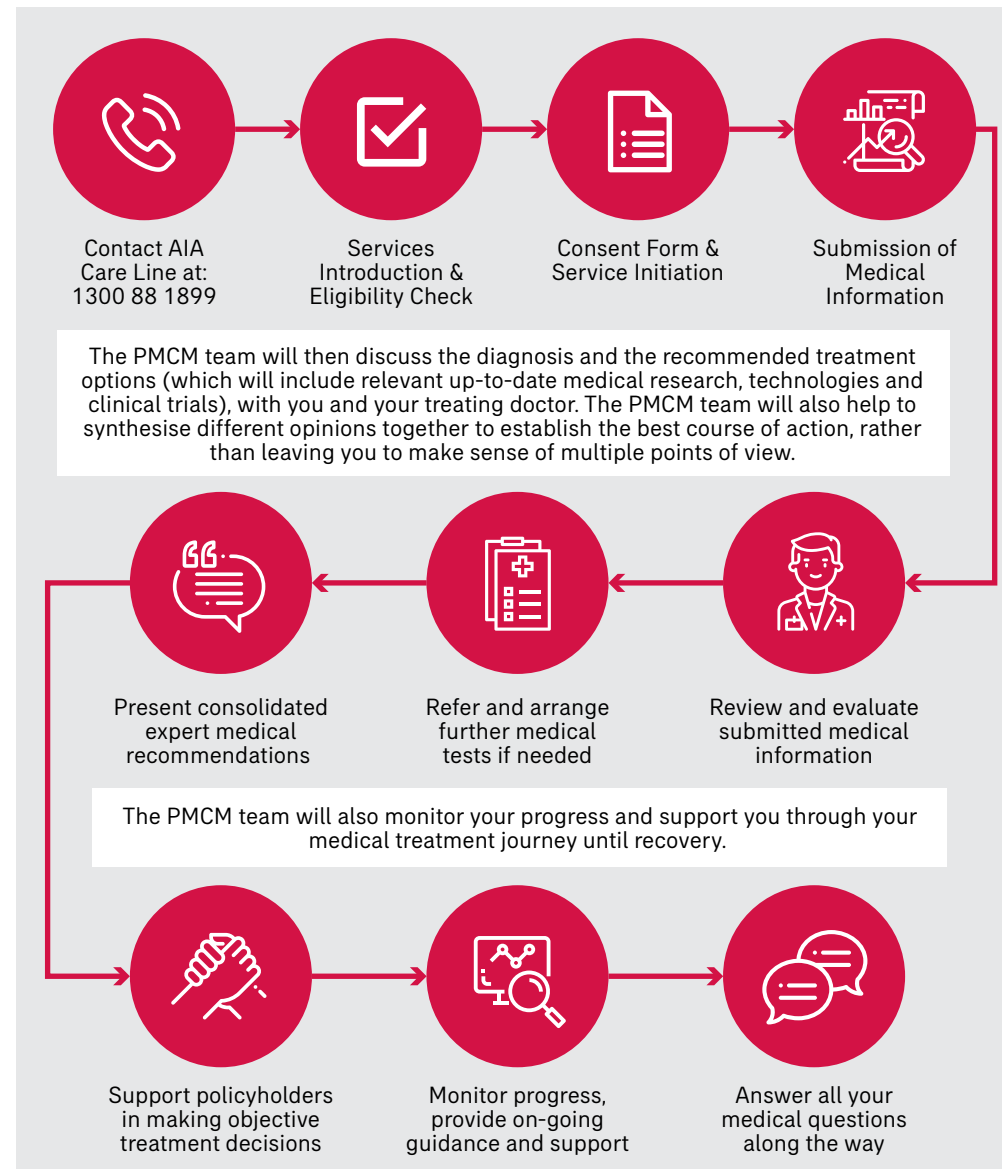 Contact AIA
Care Line at:
1300 88 1899
Services
Introduction &
Eligibility Check
Consent Form &
Service Initiation
Submission of
Medical
Information
The PMCM team will then discuss the diagnosis and the recommended treatment
options (which will include relevant up-to-date medical research, technologies and
clinical trials), with you and your treating doctor. The PMCM team will also help to
synthesise different opinions together to establish the best course of action, rather
than leaving you to make sense of multiple points of view.
Review and evaluate
submitted medical
information
Refer and arrange
further medical
tests if needed
Present consolidated
expert medical
recommendations
The PMCM team will also monitor your progress and support you through your
medical treatment journey until recovery.
Support policyholders
in making objective
treatment decisions
Monitor progress,
provide on-going
guidance and support
Answer all your
medical questions
along the way